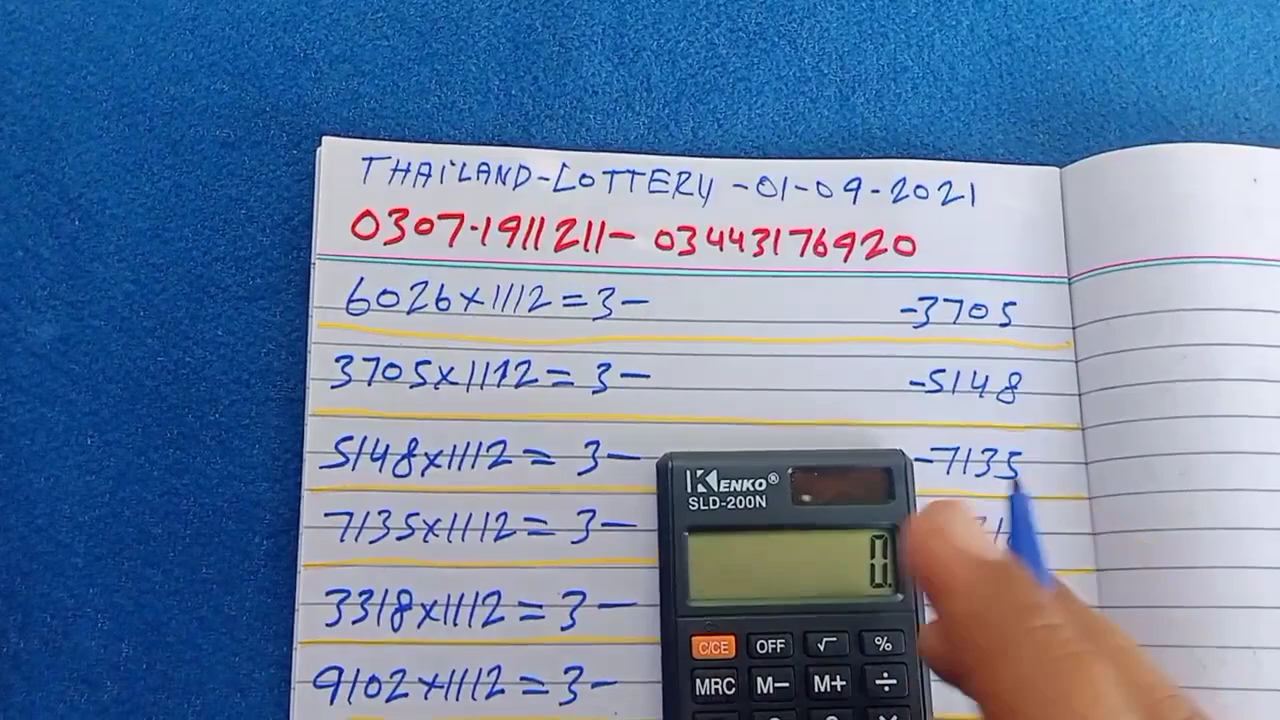 THAILAND-LOTTERY -01-09-2021
0307-1911211- 03443176920
6026x1112=3- -3705
3705x1112=3- -5148
5148x1112=3- -7135
7135x1112=3-
3318x1112=3-
9102x1112=3-
KENKO®
SLD-200N
0.
C/CE OFF √ %
MRC M- M+ ÷